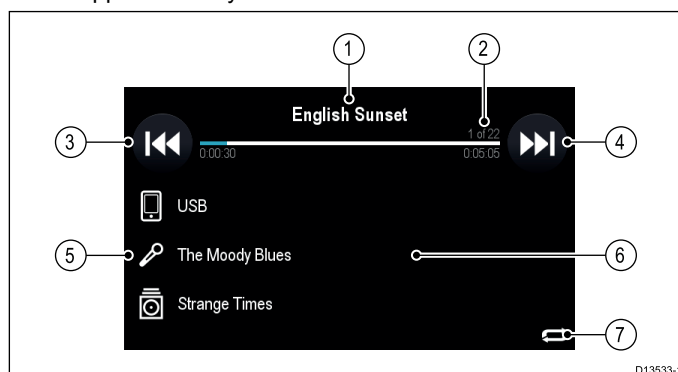 1
2
English Sunset
1 of 22
3
4
0:00:30
0:05:05
USB
5
The Moody Blues
6
Strange Times
7